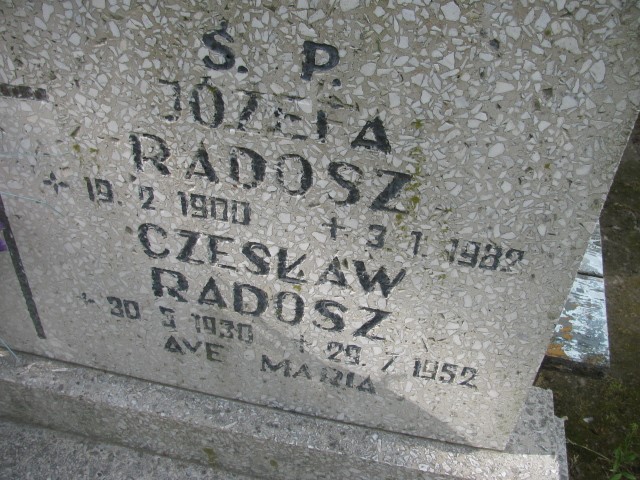 Ś. P.
JÓZEFA
RADOSZ
+ 19. 2 1900 + 3. 1. 1982
CZESŁAW
RADOSZ
+ 30 5 1930 + 29. 7 1952
AVE MARIA